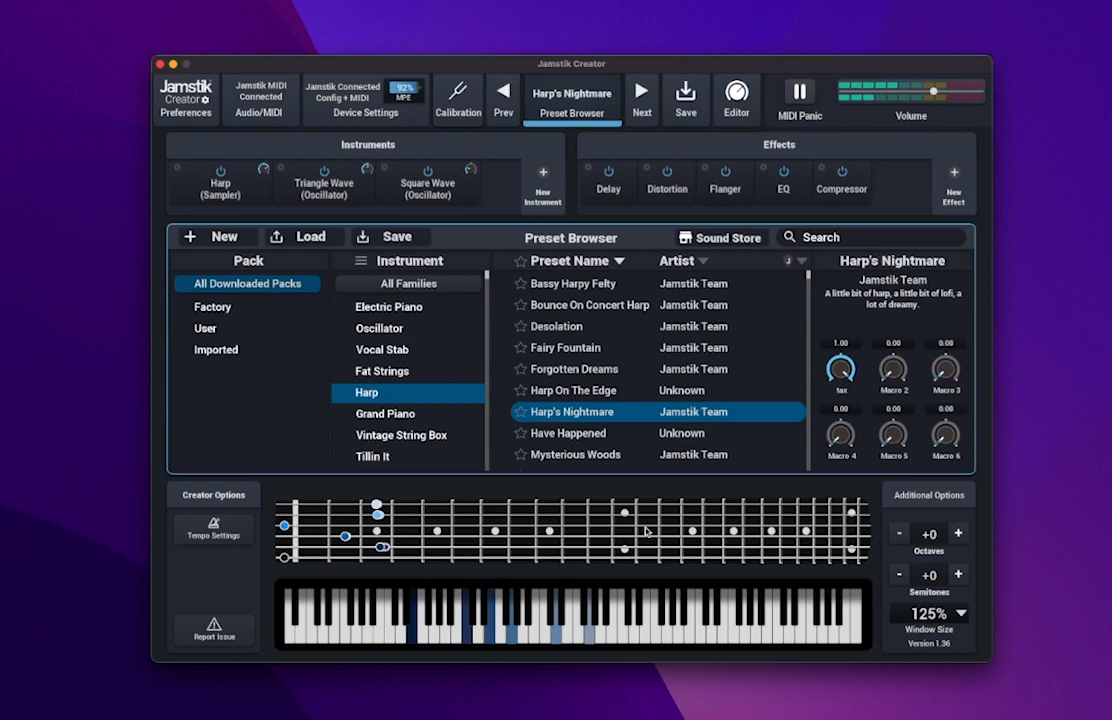 Jamstik Creator
Jamstik
Creator
Preferences
Jamstik MIDI
Connected
Audio/MIDI
Jamstik Connected
Config + MIDI
92%
MPE
Device Settings
Calibration
Prev
Harp's Nightmare
Preset Browser
Next
Save
Editor
MIDI Panic
Volume
Instruments
Harp
(Sampler)
Triangle Wave
(Oscillator)
Square Wave
(Oscillator)
New
Instrument
Effects
Delay
Distortion
Flanger
EQ
Compressor
New
Effect
New
Load
Save
Preset Browser
Sound Store
Search
Pack
All Downloaded Packs
Factory
User
Imported
Instrument
All Families
Electric Piano
Oscillator
Vocal Stab
Fat Strings
Harp
Grand Piano
Vintage String Box
Tillin It
Preset Name Artist
Bassy Harpy Felty Jamstik Team
Bounce On Concert Harp Jamstik Team
Desolation Jamstik Team
Fairy Fountain Jamstik Team
Forgotten Dreams Jamstik Team
Harp On The Edge Unknown
Harp's Nightmare Jamstik Team
Have Happened Unknown
Mysterious Woods Jamstik Team
Harp's Nightmare
Jamstik Team
A little bit of harp, a little bit of lofi, a
lot of dreamy.
1.00 0.00 0.00
tax Macro 2 Macro 3
0.00 0.00 0.00
Macro 4 Macro 5 Macro 6
Creator Options
Tempo Settings
Report Issue
Additional Options
- +0 +
Octaves
- +0 +
Semitones
125%
Window Size
Version 1.36